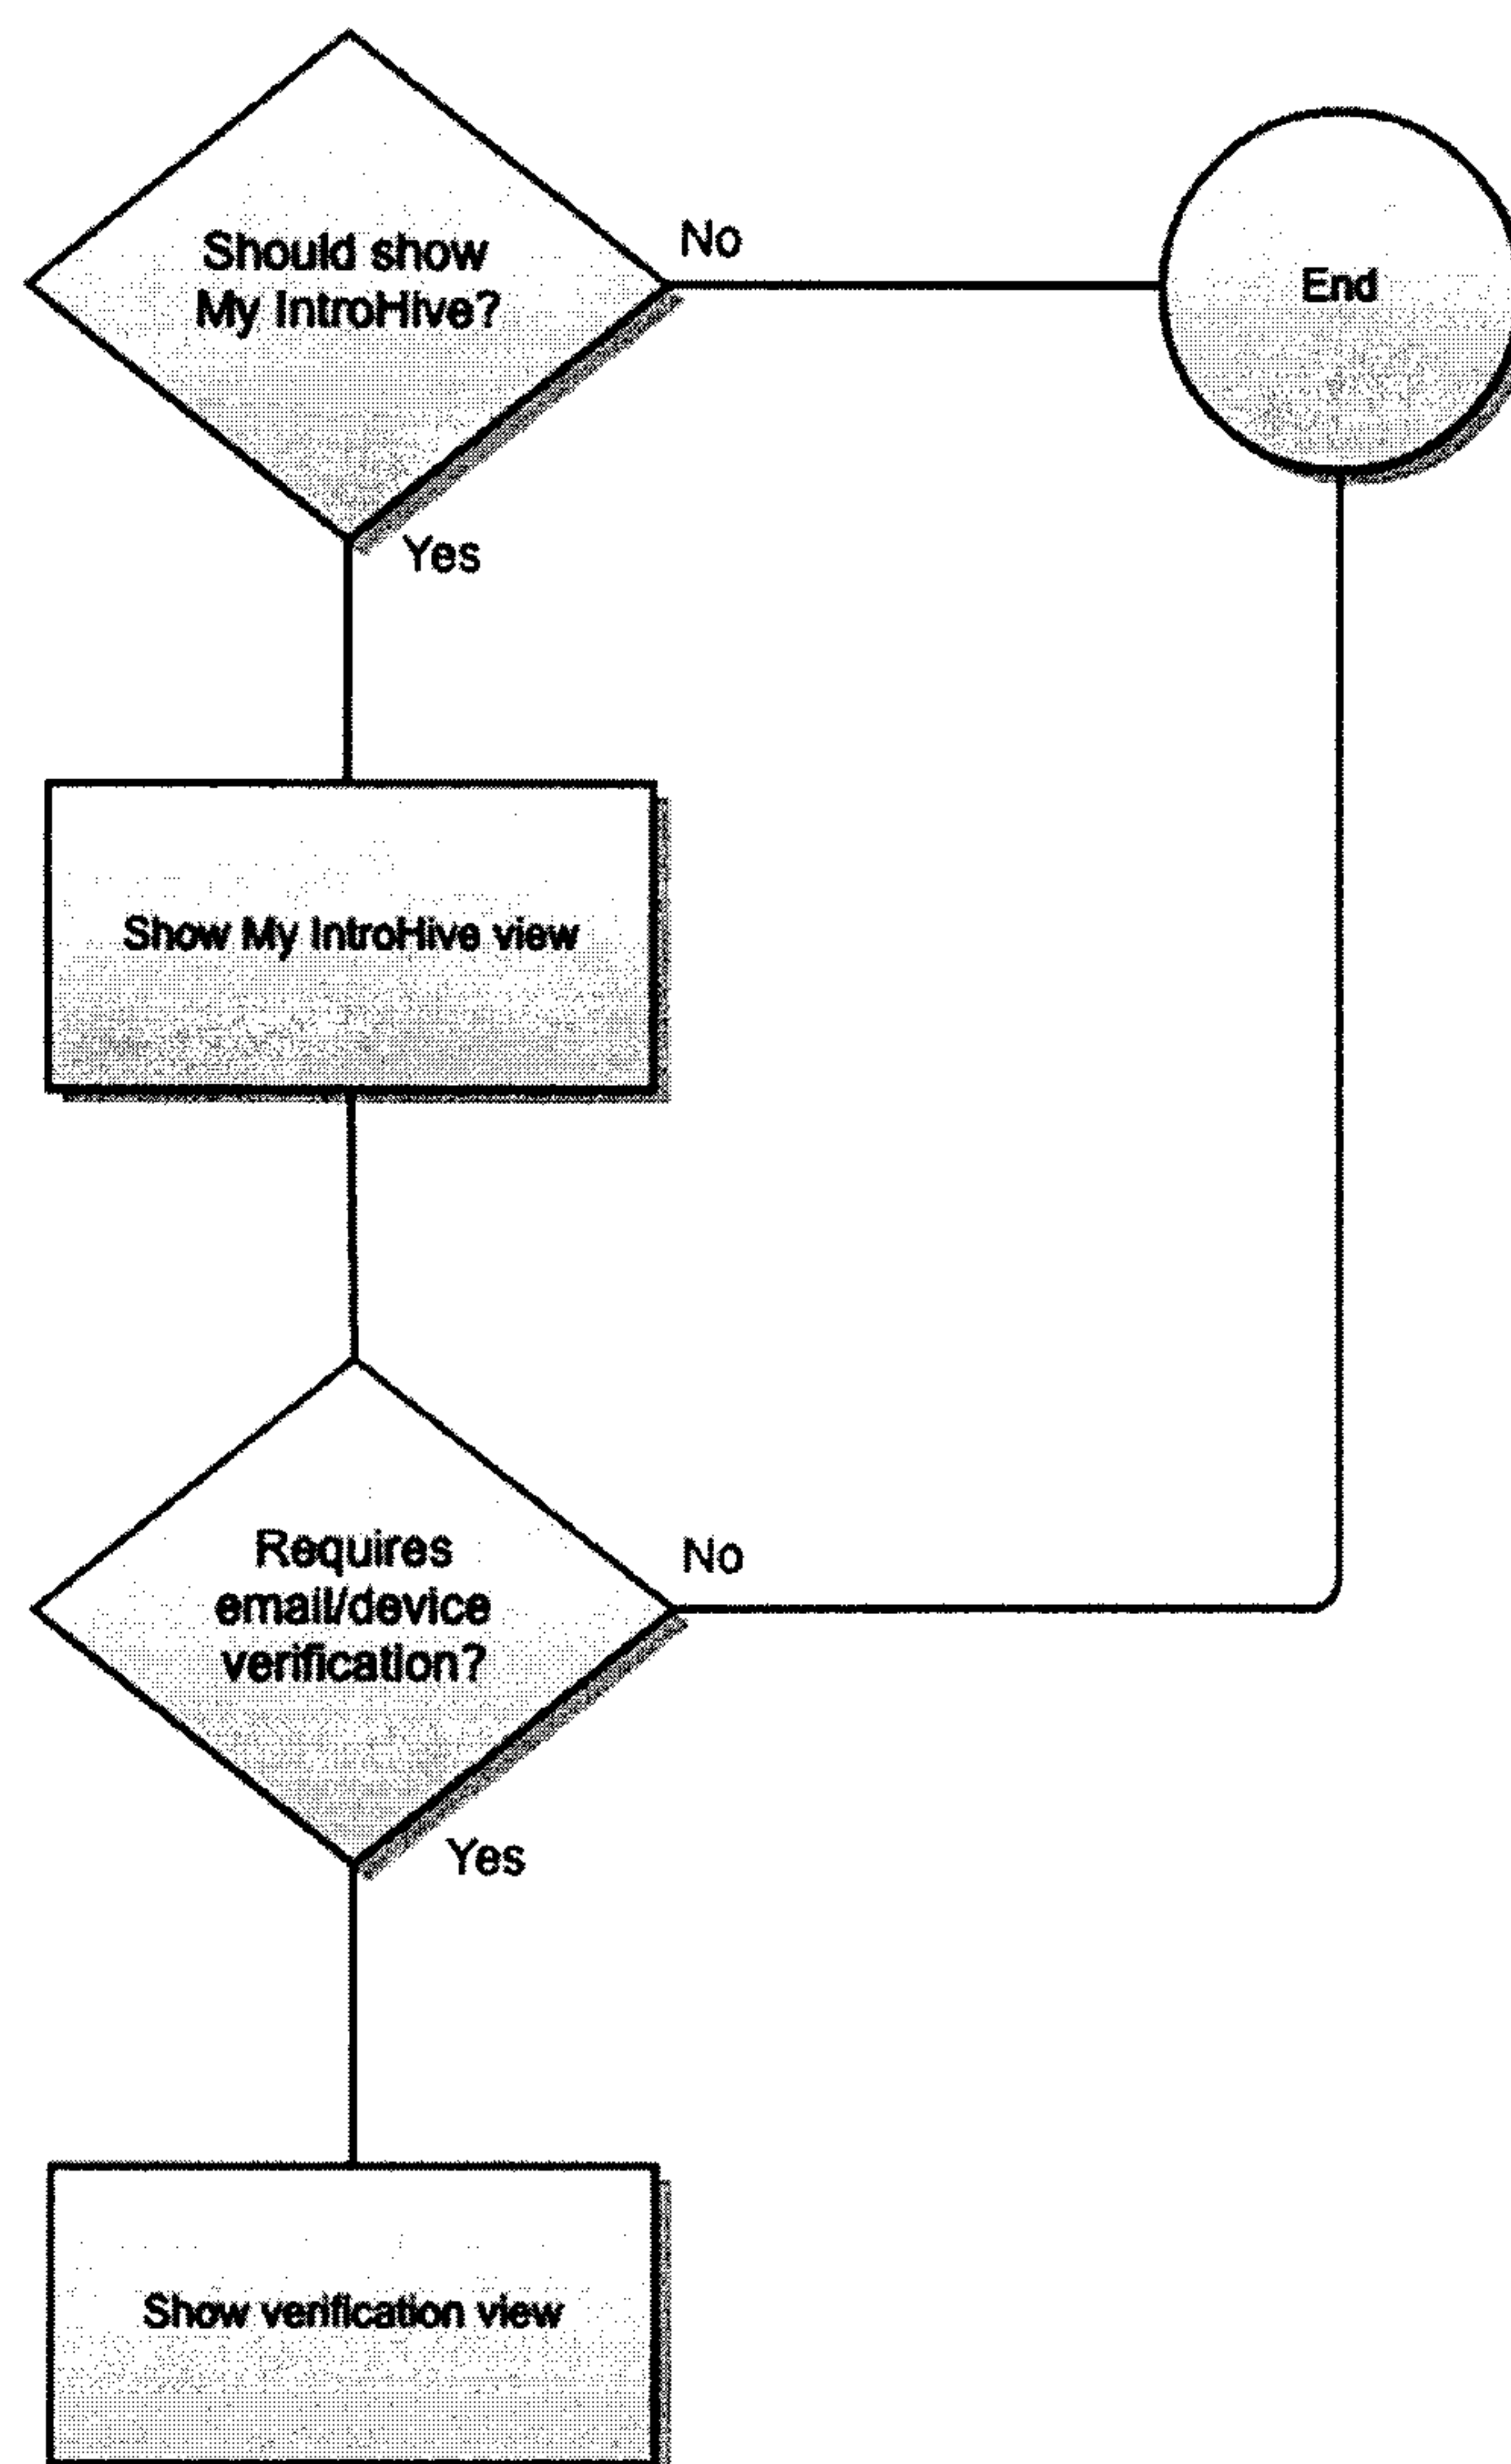 Should show
My IntroHive?
No
End
Yes
Show My IntroHive view
Requires
email/device
verification?
No
Yes
Show verification view